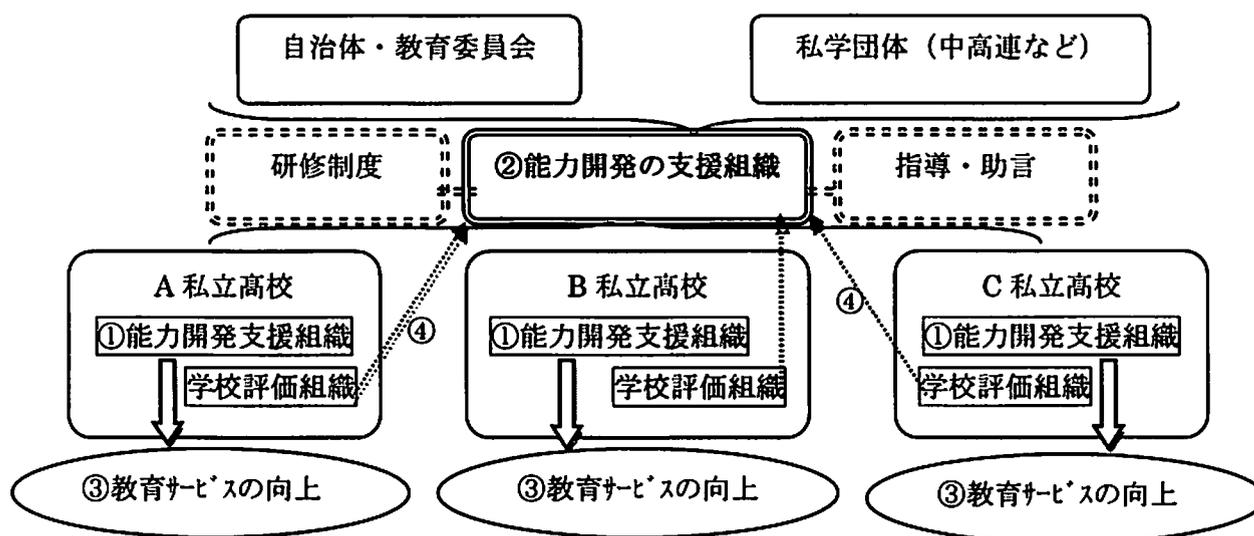 自治体・教育委員会
私学団体（中高連など）
研修制度
②能力開発の支援組織
指導・助言
A 私立高校
B 私立高校
C 私立高校
①能力開発支援組織
④
①能力開発支援組織
④
①能力開発支援組織
学校評価組織
学校評価組織
学校評価組織
③教育ｻｰﾋﾞｽの向上
③教育ｻｰﾋﾞｽの向上
③教育ｻｰﾋﾞｽの向上